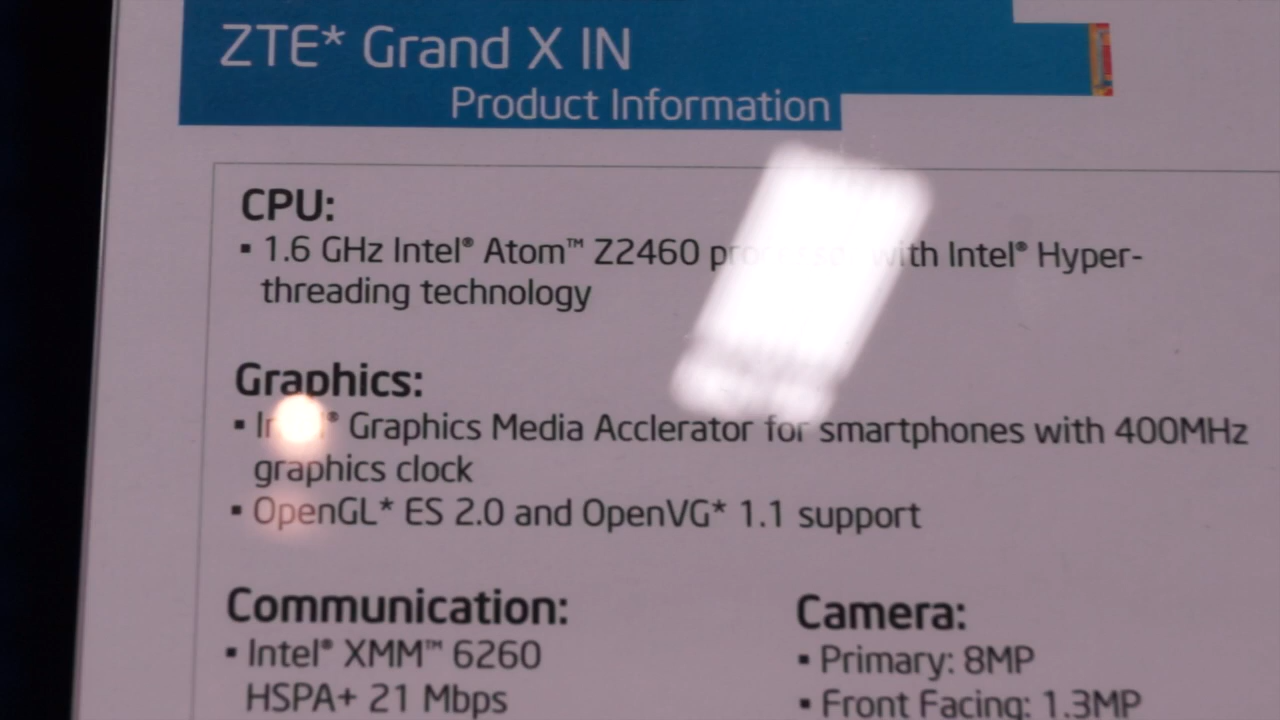 ZTE* Grand X IN
Product Information
CPU:
▪ 1.6 GHz Intel® Atom™ Z2460 processor with Intel® Hyper-
threading technology
Graphics:
▪ Intel® Graphics Media Acclerator for smartphones with 400MHz
graphics clock
▪ OpenGL* ES 2.0 and OpenVG* 1.1 support
Communication:
▪ Intel® XMM™ 6260
HSPA+ 21 Mbps
Camera:
▪ Primary: 8MP
▪ Front Facing: 1.3MP